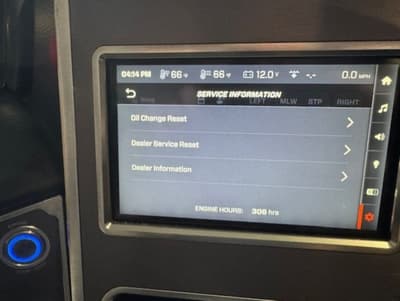 04:14 PM 66 °F 66 °F 12.0 V -.- 0.0 MPH
SERVICE INFORMATION
LEFT MLW STP RIGHT
Oil Change Reset
Dealer Service Reset
Dealer Information
ENGINE HOURS: 308 hrs